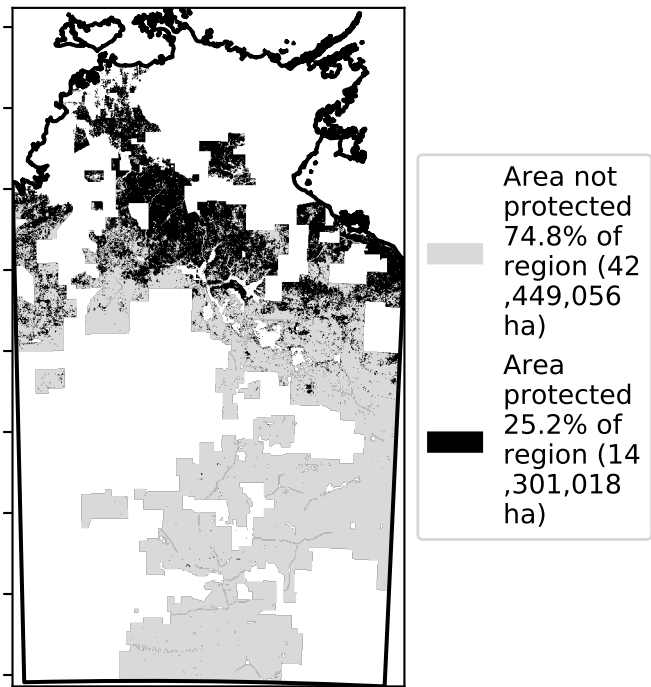 Area not
protected
74.8% of
region (42
,449,056
ha)
Area
protected
25.2% of
region (14
,301,018
ha)